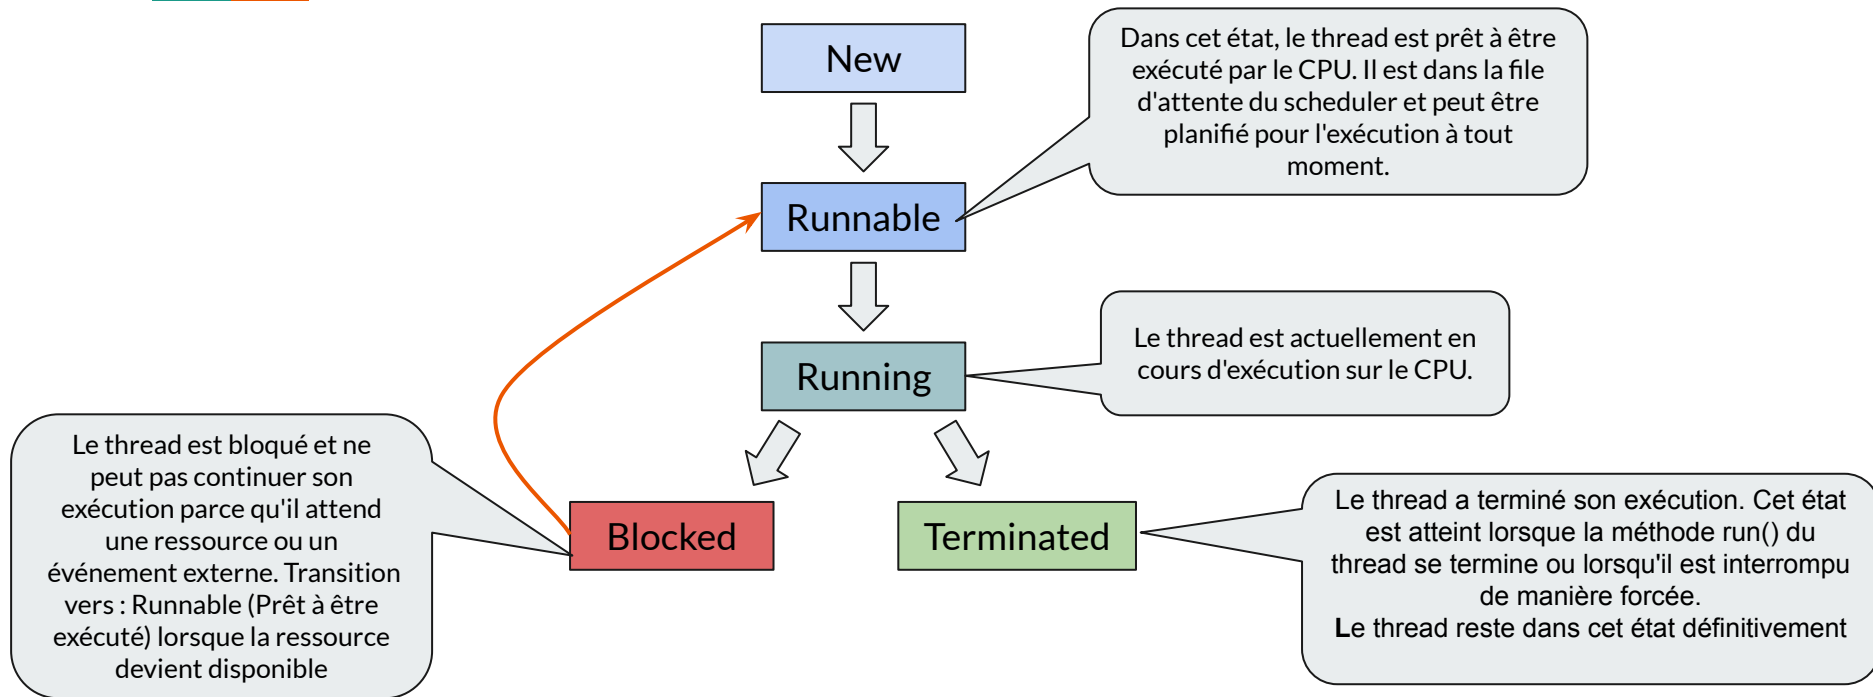 New
Dans cet état, le thread est prêt à être
exécuté par le CPU. Il est dans la file
d'attente du scheduler et peut être
planifié pour l'exécution à tout
moment.
Runnable
Running
Le thread est actuellement en
cours d'exécution sur le CPU.
Le thread est bloqué et ne
peut pas continuer son
exécution parce qu'il attend
une ressource ou un
événement externe. Transition
vers : Runnable (Prêt à être
exécuté) lorsque la ressource
devient disponible
Blocked
Terminated
Le thread a terminé son exécution. Cet état
est atteint lorsque la méthode run() du
thread se termine ou lorsqu'il est interrompu
de manière forcée.
Le thread reste dans cet état définitivement